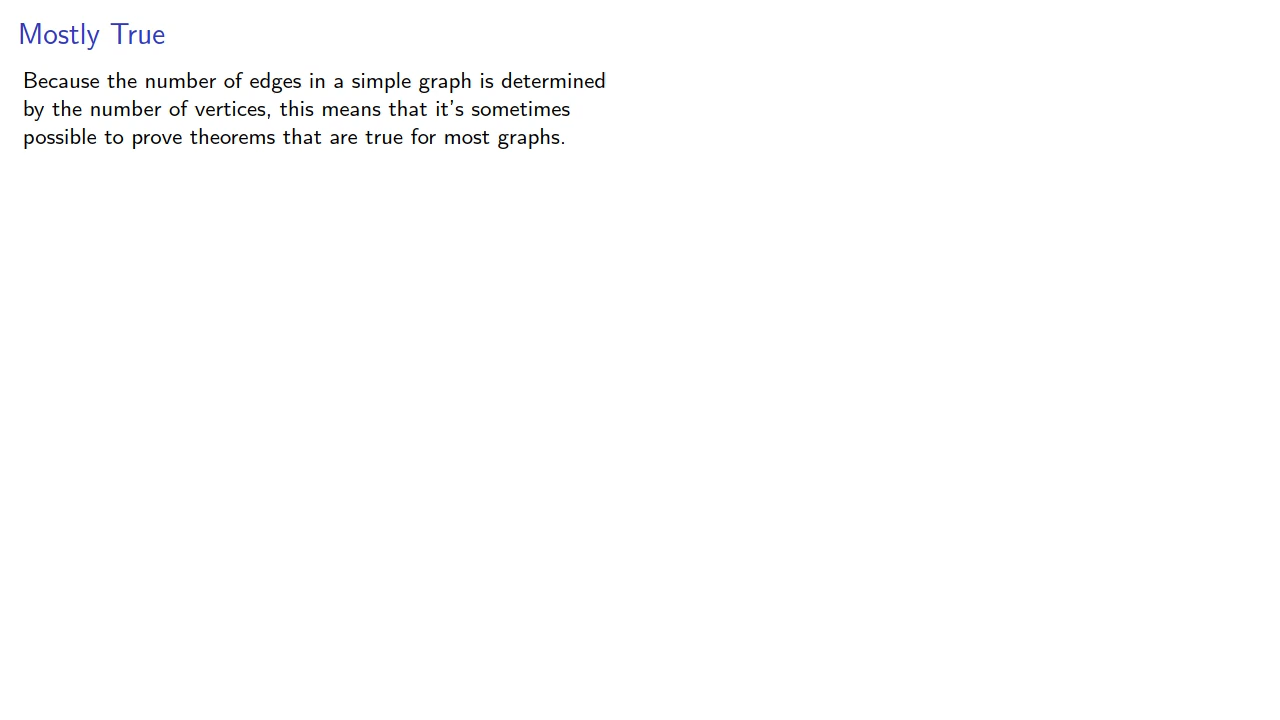 Mostly True
Because the number of edges in a simple graph is determined
by the number of vertices, this means that it's sometimes
possible to prove theorems that are true for most graphs.